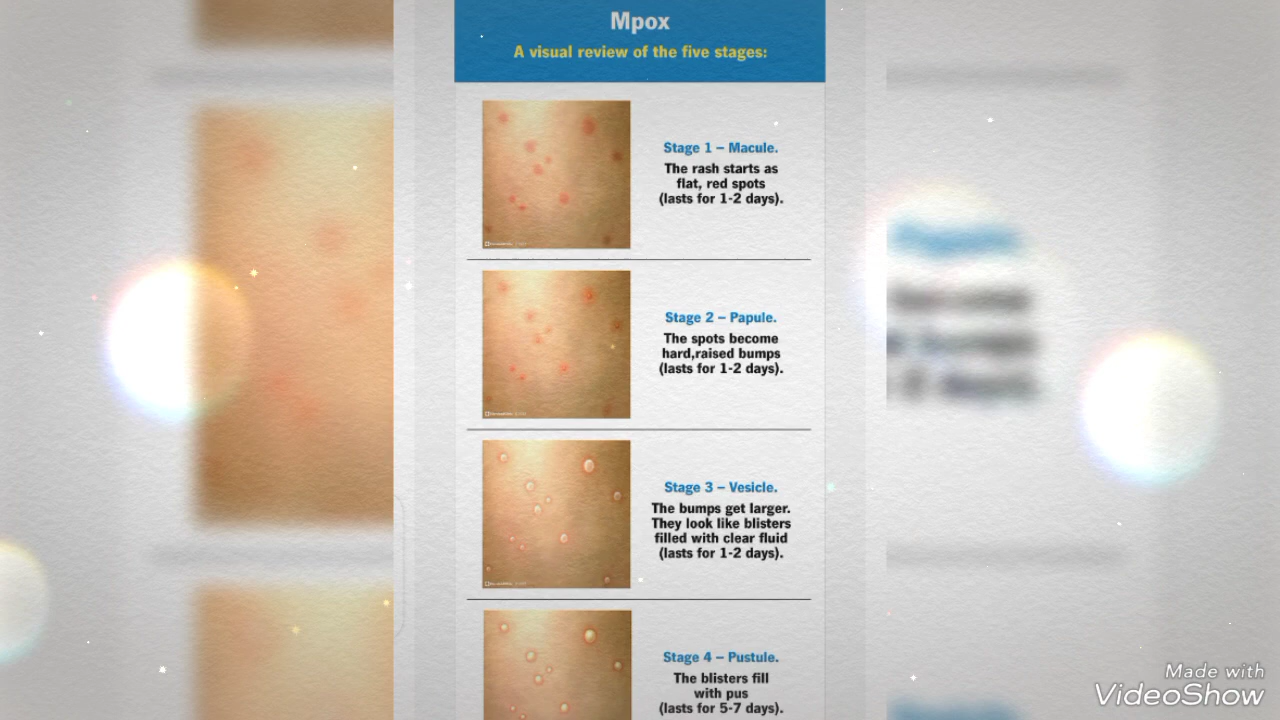 Mpox
A visual review of the five stages:
Stage 1 – Macule.
The rash starts as
flat, red spots
(lasts for 1-2 days).
Stage 2 – Papule.
The spots become
hard,raised bumps
(lasts for 1-2 days).
Stage 3 – Vesicle.
The bumps get larger.
They look like blisters
filled with clear fluid
(lasts for 1-2 days).
Stage 4 – Pustule.
The blisters fill
with pus
(lasts for 5-7 days).
Made with
VideoShow